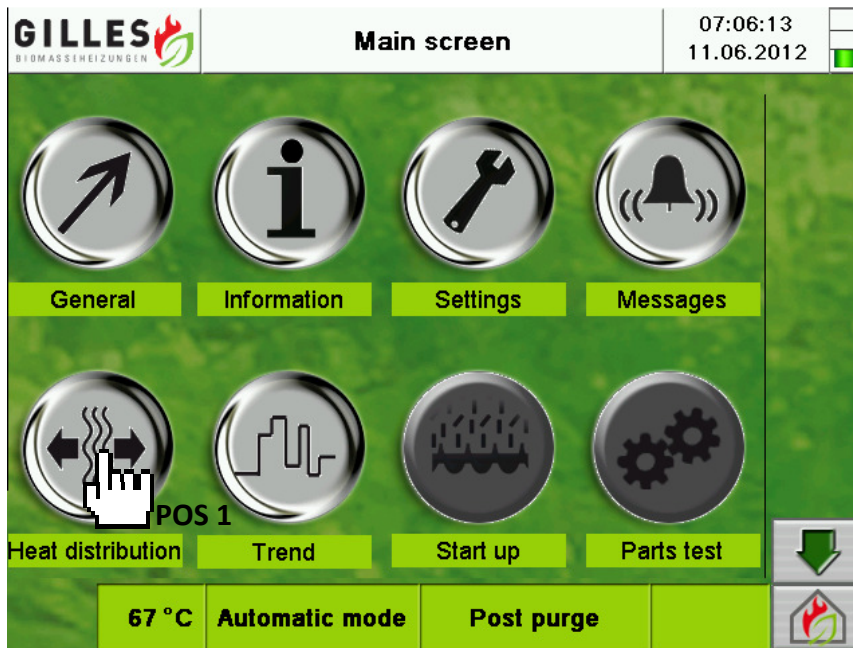 GILLES
BIOMASSEHEIZUNGEN
Main screen
07:06:13
11.06.2012
General
Information
Settings
Messages
POS 1
Heat distribution
Trend
Start up
Parts test
67 °C
Automatic mode
Post purge